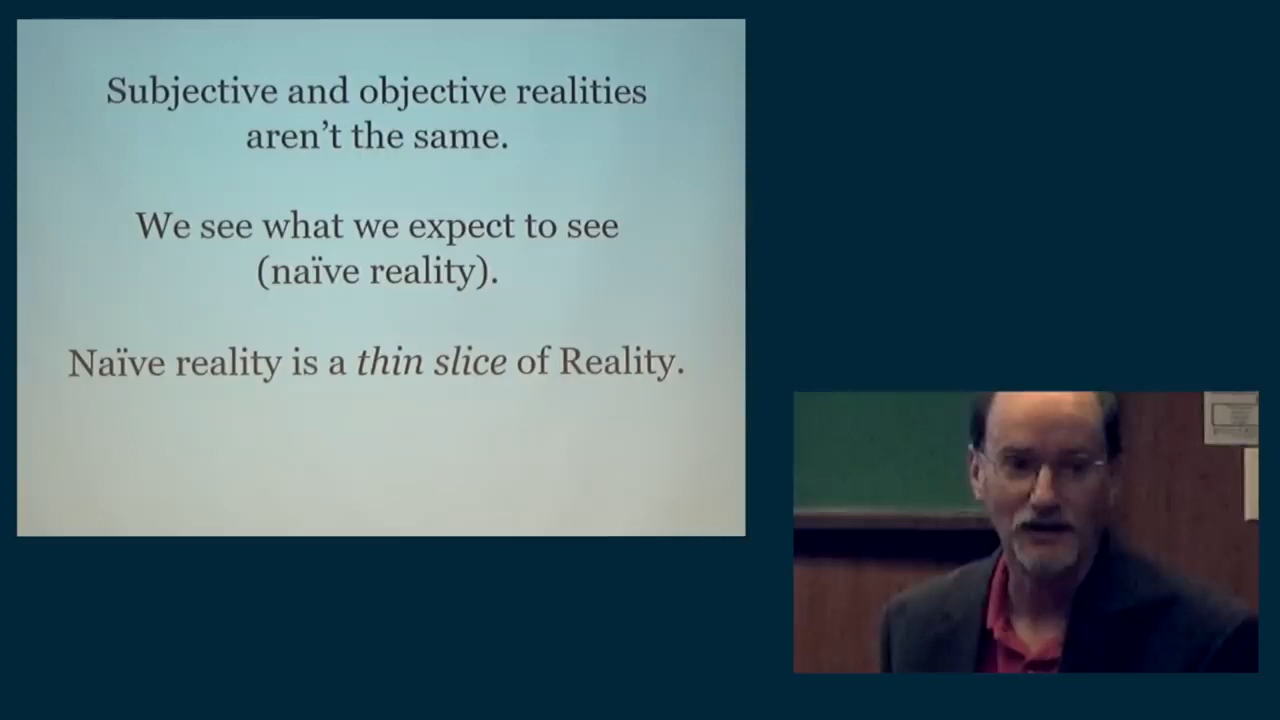 Subjective and objective realities
aren’t the same.
We see what we expect to see
(naïve reality).
Naïve reality is a thin slice of Reality.